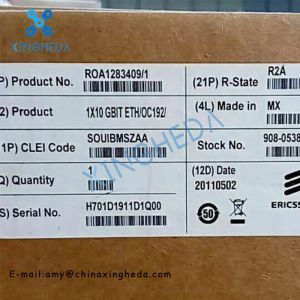 XINGHEDA
P) Product No. ROA1283409/1 (21P) R-State R2A
2) Product 1X10 GBIT ETH/OC192/ (4L) Made in MX
1P) CLEI Code SOUIBMSZAA Stock No. 908-0538
Q) Quantity 1 (12D) Date 20110502
S) Serial No. H701D1911D1Q00 50 ERICSS
XINGHEDA
E-mail:amy@chinaxingheda.com